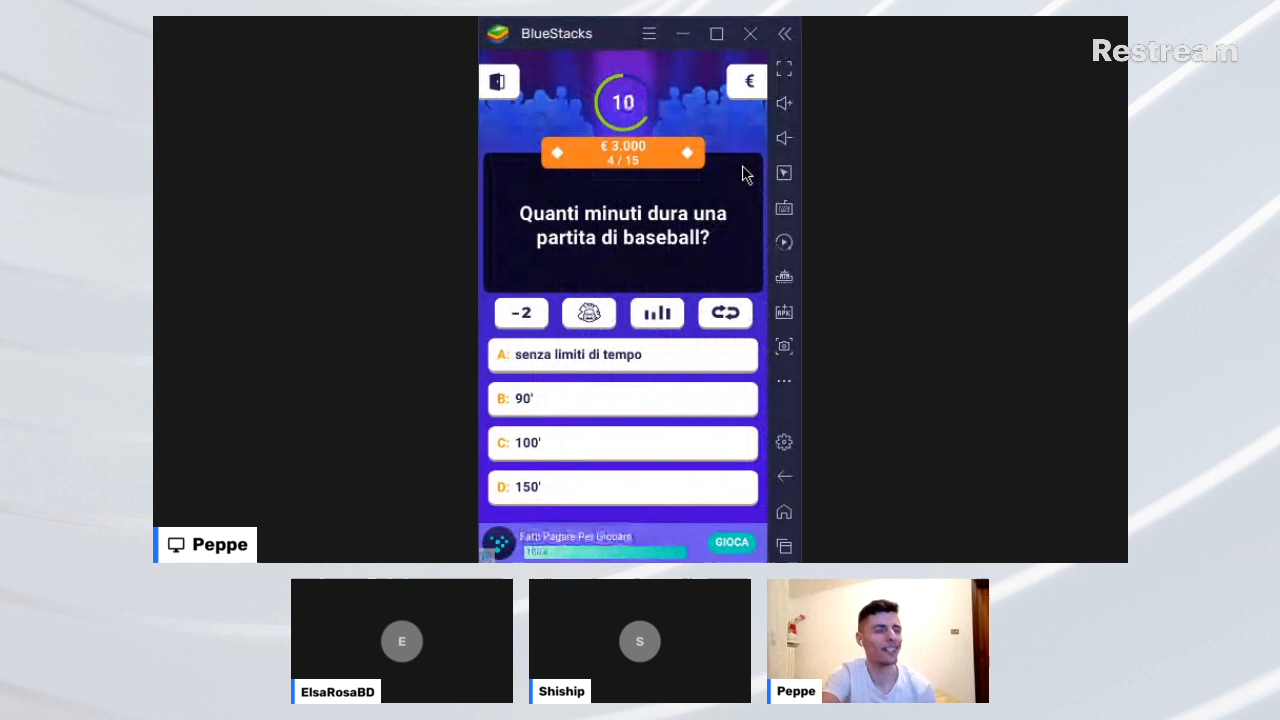 BlueStacks
Restream
€
10
€ 3.000
4 / 15
Quanti minuti dura una
partita di baseball?
-2
A: senza limiti di tempo
B: 90'
C: 100'
D: 150'
Fatti Pagare Per Giocare
GIOCA
Peppe
E
S
ElsaRosaBD
Shiship
Peppe